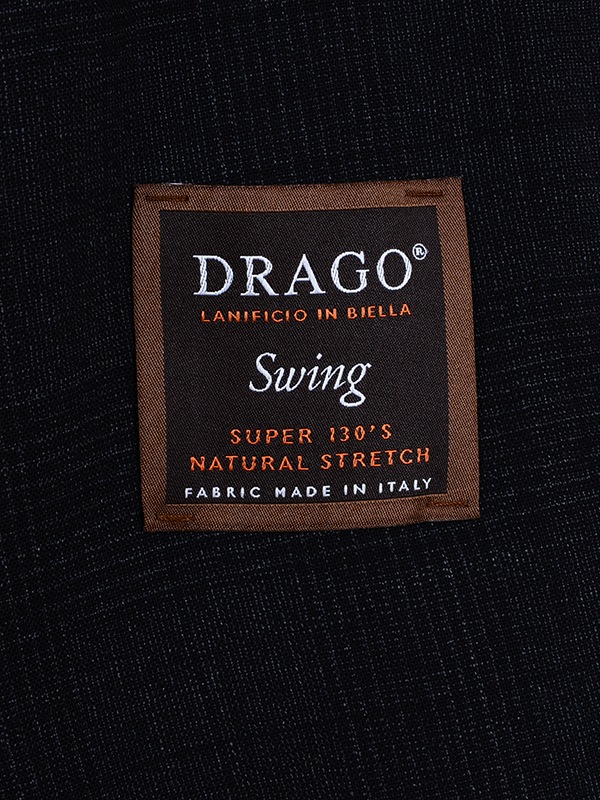 DRAGO®
LANIFICIO IN BIELLA
Swing
SUPER 130'S
NATURAL STRETCH
FABRIC MADE IN ITALY